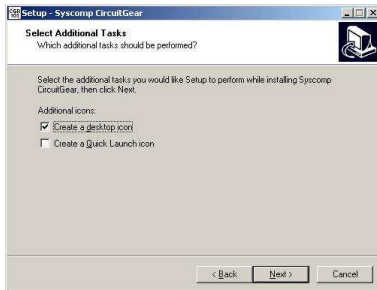 CGR
101
Setup - Syscomp CircuitGear
Select Additional Tasks
Which additional tasks should be performed?
Select the additional tasks you would like Setup to perform while installing Syscomp
CircuitGear, then click Next.
Additional icons:
Create a desktop icon
Create a Quick Launch icon
< Back
Next >
Cancel